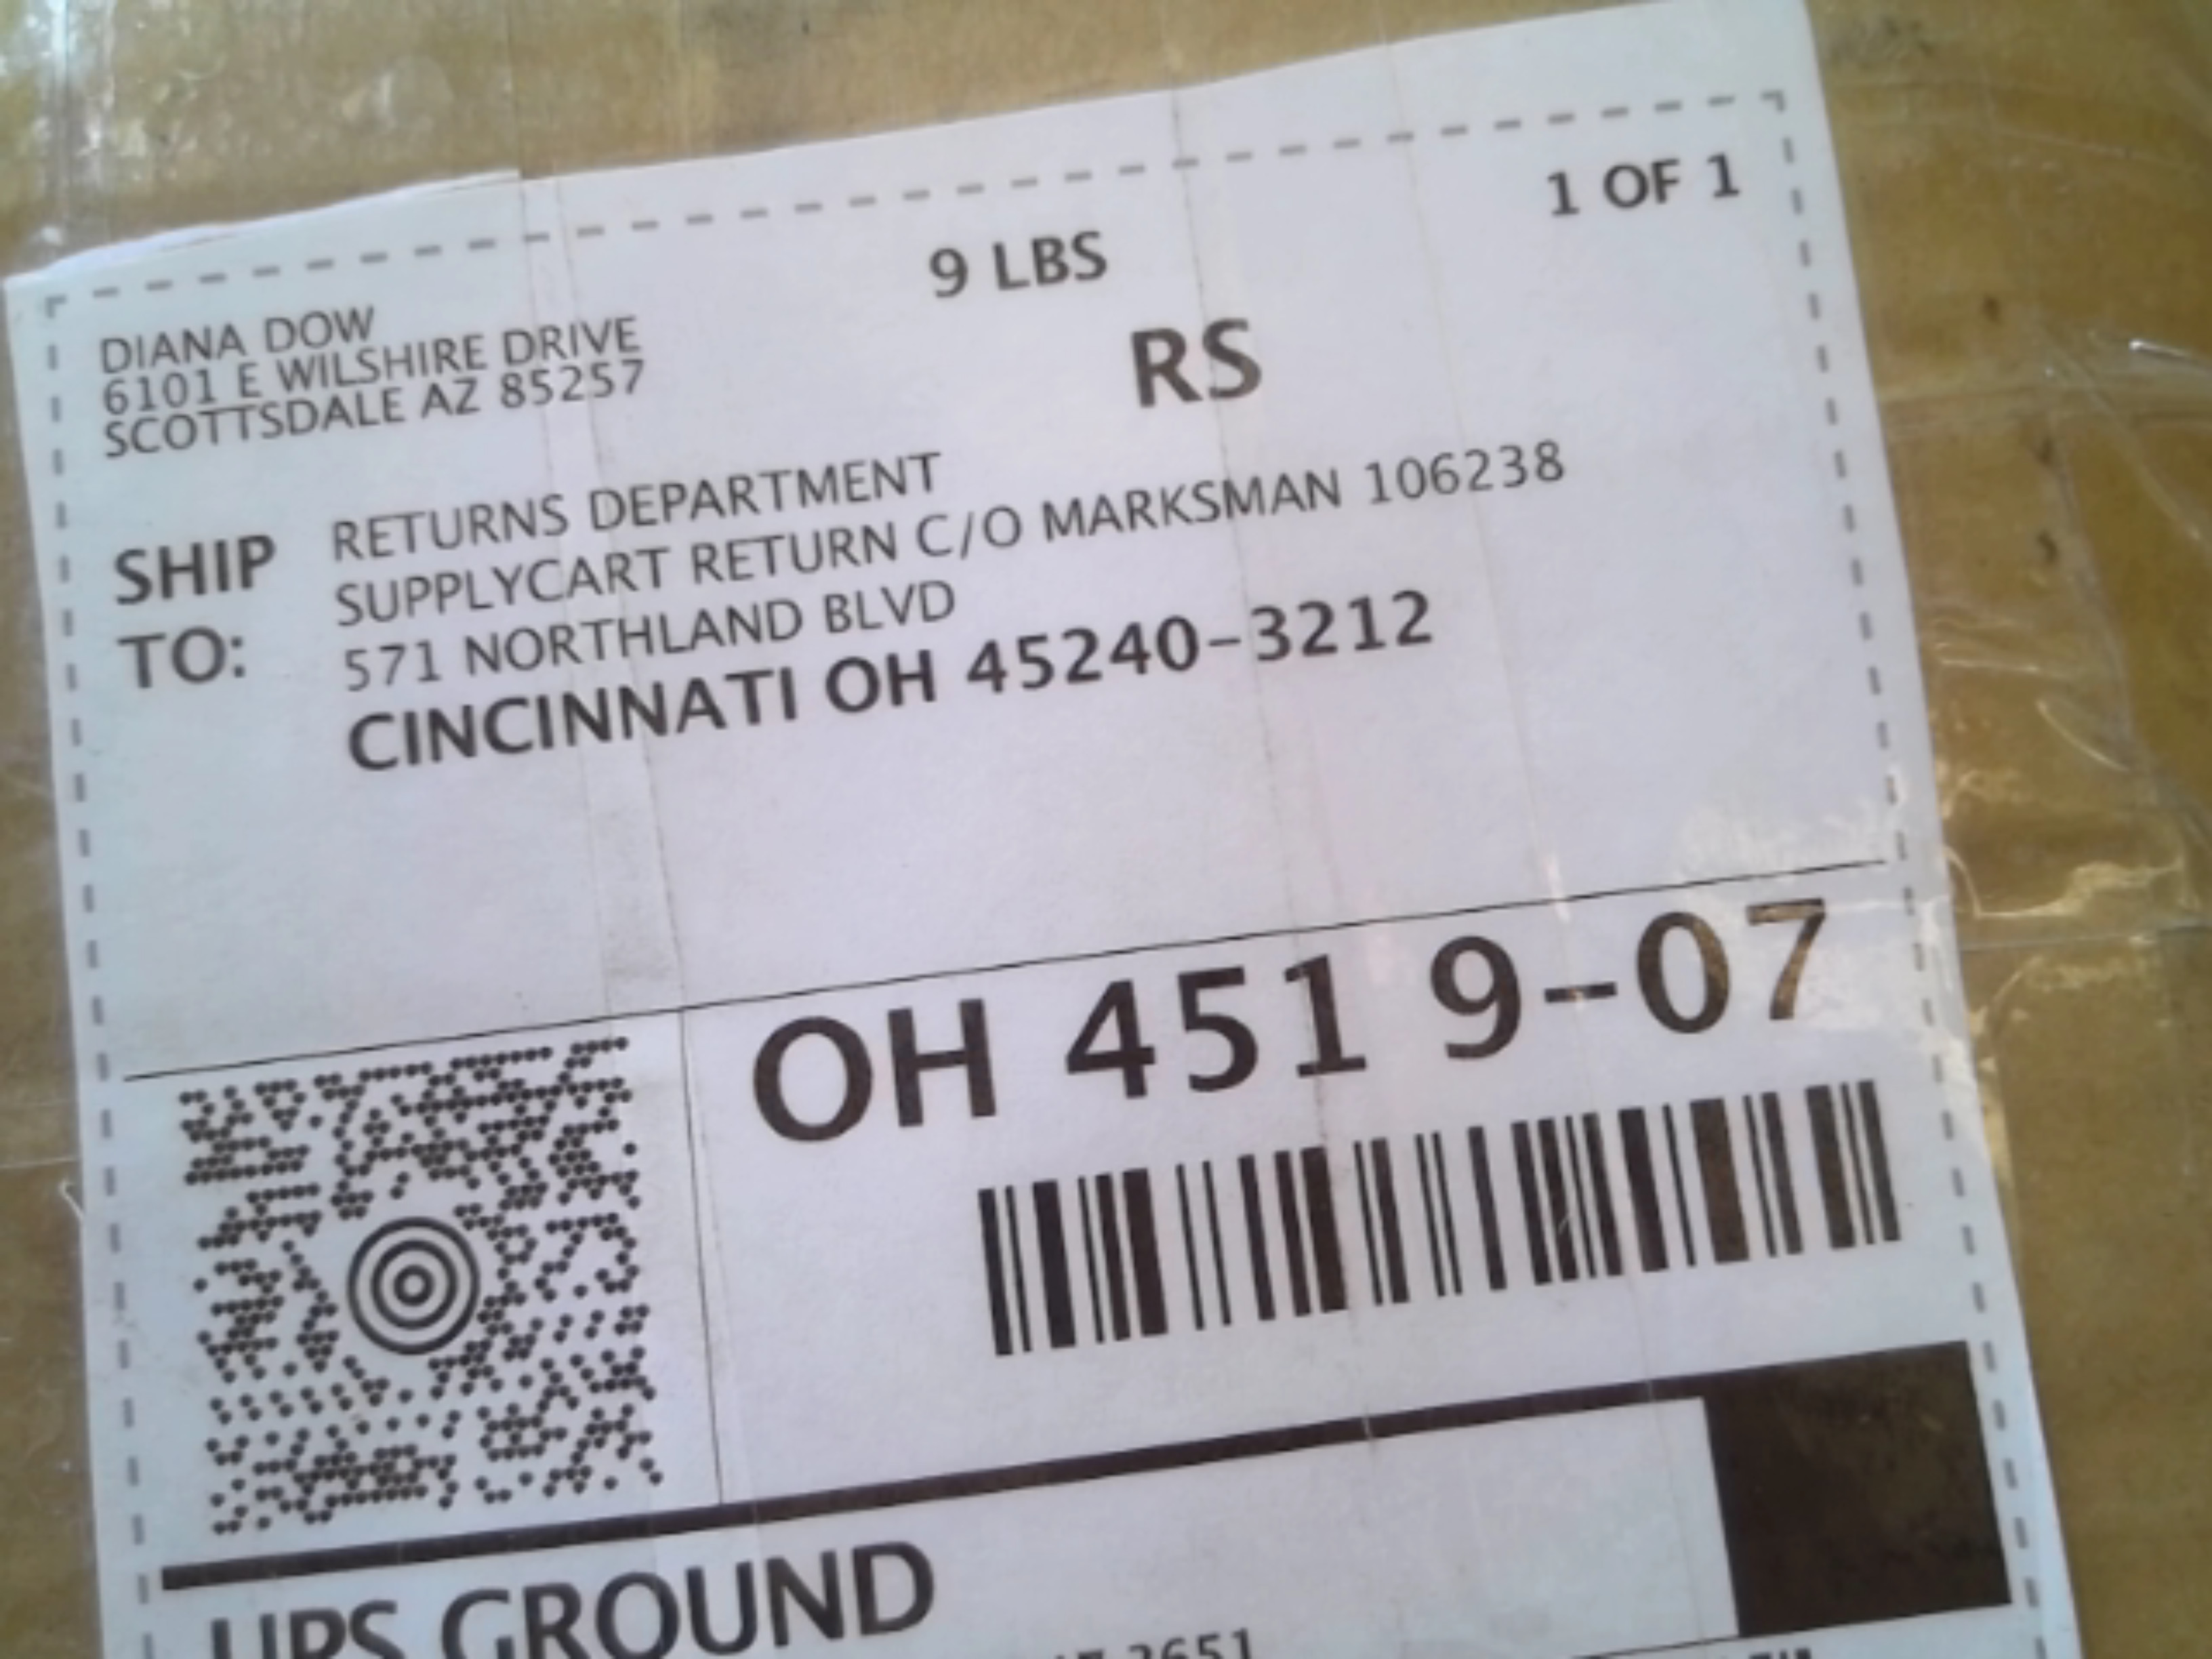 1 OF 1
9 LBS
RS
DIANA DOW
6101 E WILSHIRE DRIVE
SCOTTSDALE AZ 85257
SHIP TO:
RETURNS DEPARTMENT
SUPPLYCART RETURN C/O MARKSMAN 106238
571 NORTHLAND BLVD
CINCINNATI OH 45240-3212
OH 451 9-07
UPS GROUND
2651